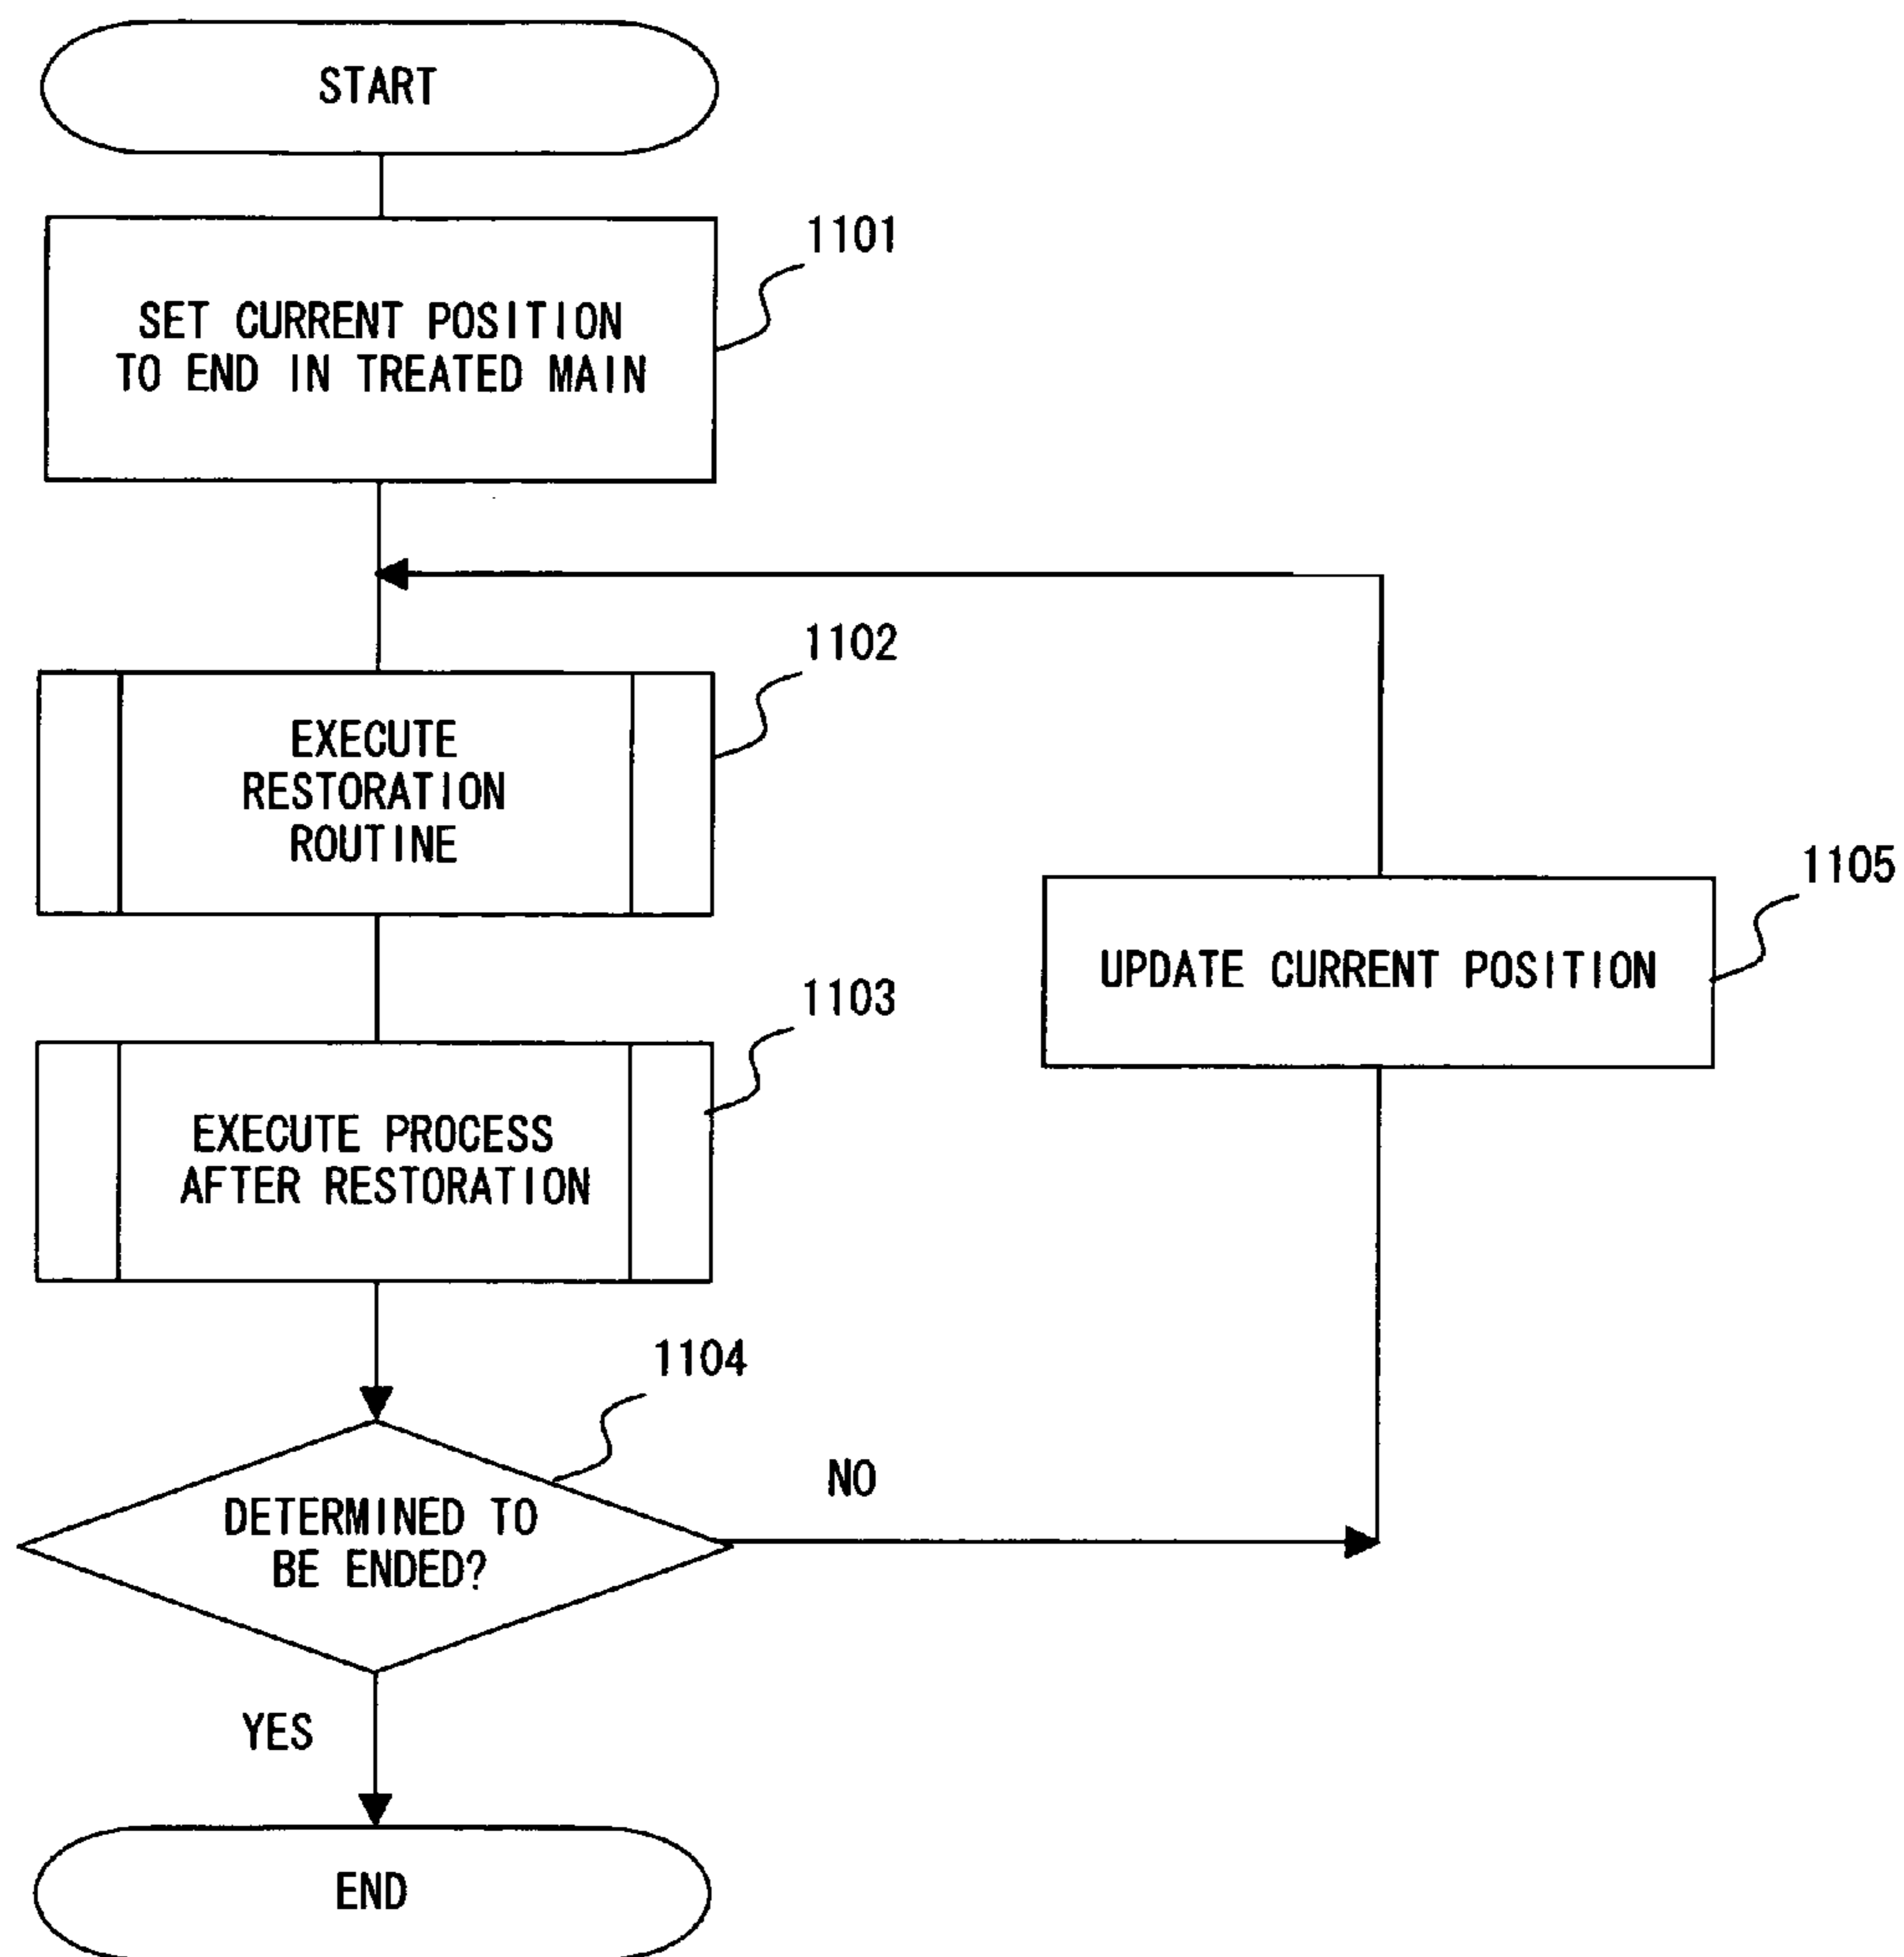 START
1101
SET CURRENT POSITION
TO END IN TREATED MAIN
1102
EXECUTE
RESTORATION
ROUTINE
1105
UPDATE CURRENT POSITION
1103
EXECUTE PROCESS
AFTER RESTORATION
1104
DETERMINED TO
BE ENDED?
NO
YES
END